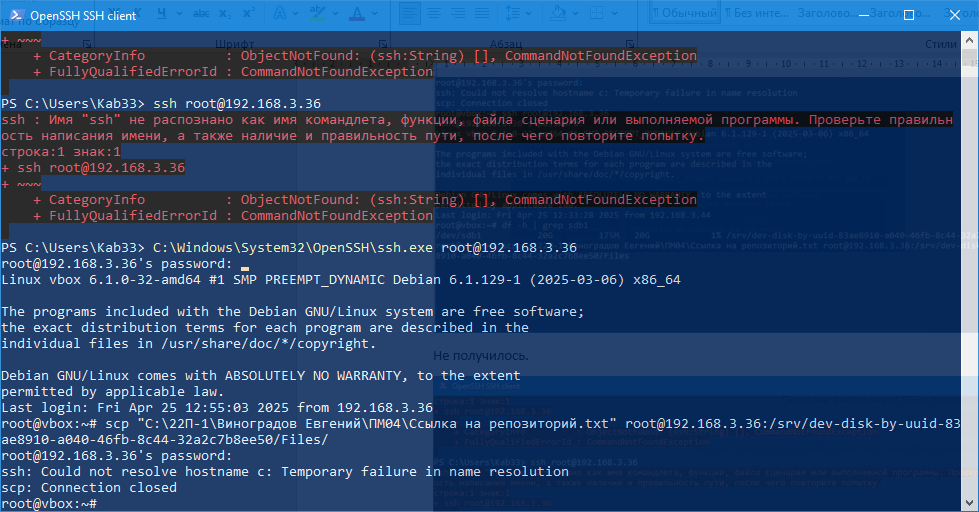 OpenSSH SSH client
+ ~~~
    + CategoryInfo          : ObjectNotFound: (ssh:String) [], CommandNotFoundException
    + FullyQualifiedErrorId : CommandNotFoundException
PS C:\Users\Kab33> ssh root@192.168.3.36
ssh : Имя "ssh" не распознано как имя командлета, функции, файла сценария или выполняемой программы. Проверьте правильн
ость написания имени, а также наличие и правильность пути, после чего повторите попытку.
строка:1 знак:1
+ ssh root@192.168.3.36
+ ~~~
    + CategoryInfo          : ObjectNotFound: (ssh:String) [], CommandNotFoundException
    + FullyQualifiedErrorId : CommandNotFoundException
PS C:\Users\Kab33> C:\Windows\System32\OpenSSH\ssh.exe root@192.168.3.36
root@192.168.3.36's password:
Linux vbox 6.1.0-32-amd64 #1 SMP PREEMPT_DYNAMIC Debian 6.1.129-1 (2025-03-06) x86_64
The programs included with the Debian GNU/Linux system are free software;
the exact distribution terms for each program are described in the
individual files in /usr/share/doc/*/copyright.
Не получилось.
Debian GNU/Linux comes with ABSOLUTELY NO WARRANTY, to the extent
permitted by applicable law.
Last login: Fri Apr 25 12:55:03 2025 from 192.168.3.36
root@vbox:~# scp "C:\22П-1\Виноградов Евгений\ПМ04\Ссылка на репозиторий.txt" root@192.168.3.36:/srv/dev-disk-by-uuid-83
ae8910-a040-46fb-8c44-32a2c7b8ee50/Files/
root@192.168.3.36's password:
ssh: Could not resolve hostname c: Temporary failure in name resolution
scp: Connection closed
root@vbox:~#